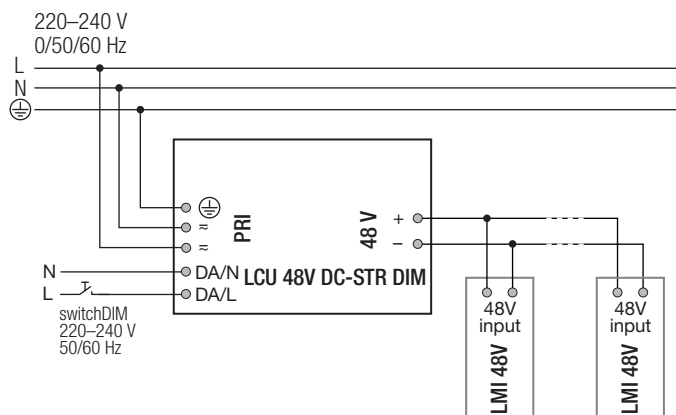 220–240 V
0/50/60 Hz
L
N
PRI
≂
≂
48 V
+
−
N
DA/N
LCU 48V DC-STR DIM
L
DA/L
switchDIM
220–240 V
50/60 Hz
48V
input
LMI 48V
48V
input
LMI 48V